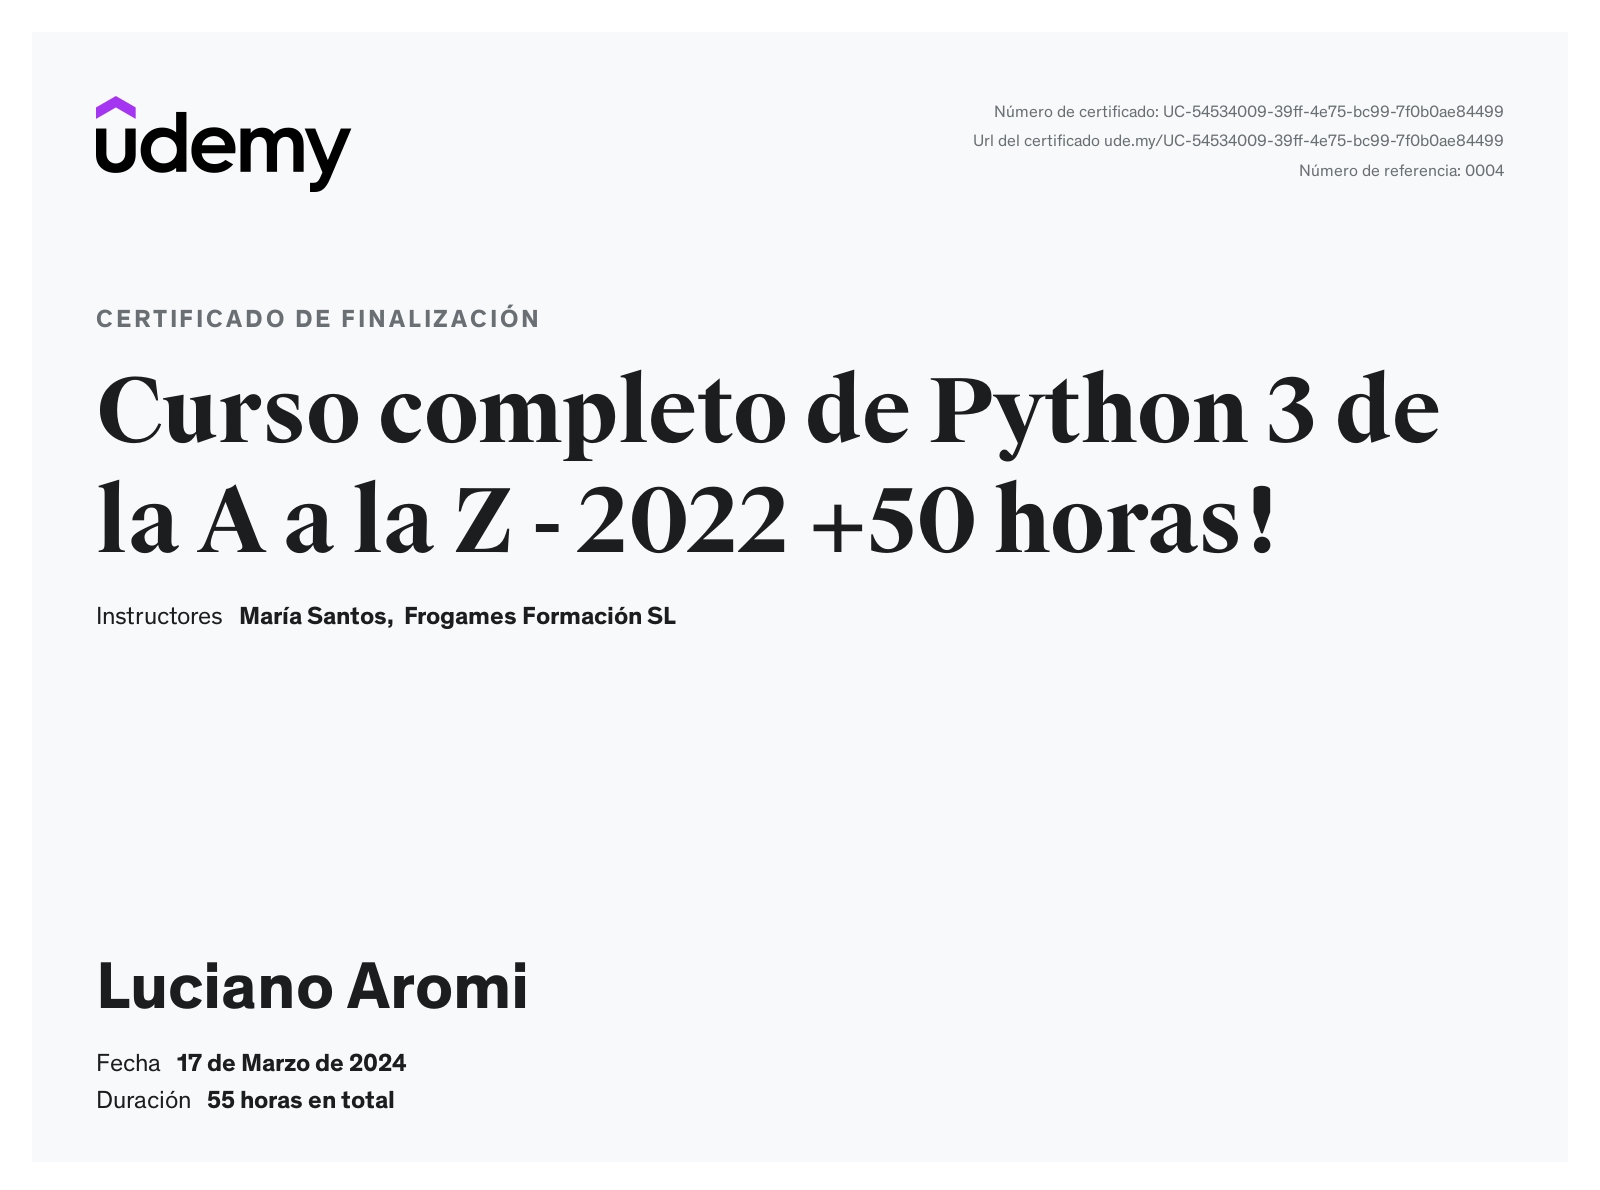 udemy
Número de certificado: UC-54534009-39ff-4e75-bc99-7f0b0ae84499
Url del certificado ude.my/UC-54534009-39ff-4e75-bc99-7f0b0ae84499
Número de referencia: 0004
CERTIFICADO DE FINALIZACIÓN
Curso completo de Python 3 de
la A a la Z - 2022 +50 horas!
Instructores María Santos, Frogames Formación SL
Luciano Aromi
Fecha 17 de Marzo de 2024
Duración 55 horas en total